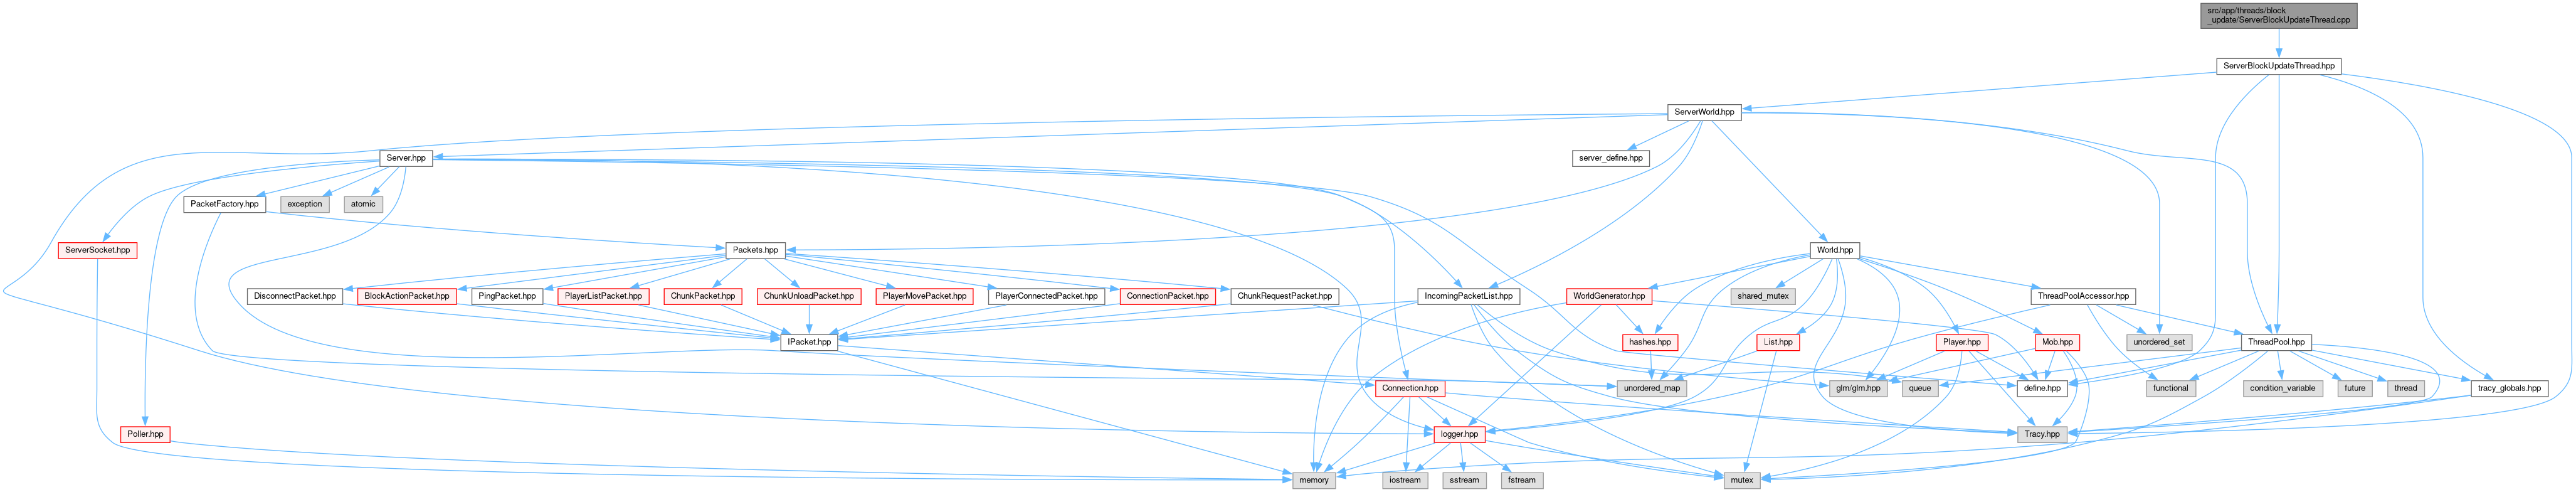 src/app/threads/block
_update/ServerBlockUpdateThread.cpp
ServerBlockUpdateThread.hpp
ServerWorld.hpp
Server.hpp
server_define.hpp
PacketFactory.hpp
exception
atomic
ServerSocket.hpp
Packets.hpp
World.hpp
DisconnectPacket.hpp
BlockActionPacket.hpp
PingPacket.hpp
PlayerListPacket.hpp
ChunkPacket.hpp
ChunkUnloadPacket.hpp
PlayerMovePacket.hpp
PlayerConnectedPacket.hpp
ConnectionPacket.hpp
ChunkRequestPacket.hpp
IncomingPacketList.hpp
WorldGenerator.hpp
shared_mutex
ThreadPoolAccessor.hpp
IPacket.hpp
hashes.hpp
List.hpp
Player.hpp
Mob.hpp
unordered_set
ThreadPool.hpp
Connection.hpp
unordered_map
glm/glm.hpp
queue
define.hpp
functional
condition_variable
future
thread
tracy_globals.hpp
Poller.hpp
logger.hpp
Tracy.hpp
memory
iostream
sstream
fstream
mutex